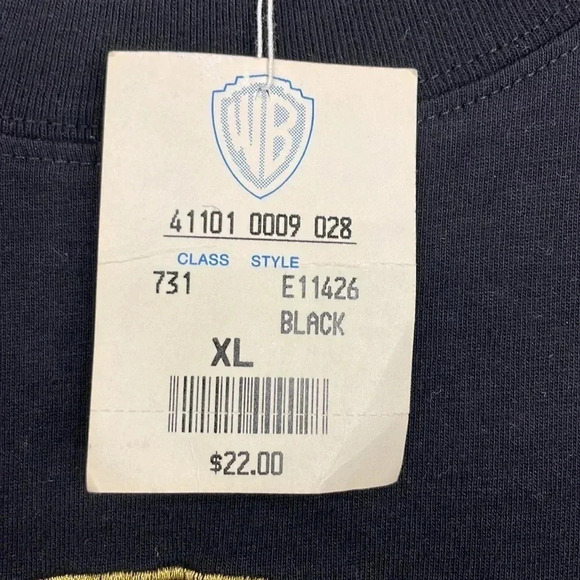 WB
41101 0009 028
CLASS STYLE
731 E11426
BLACK
XL
$22.00